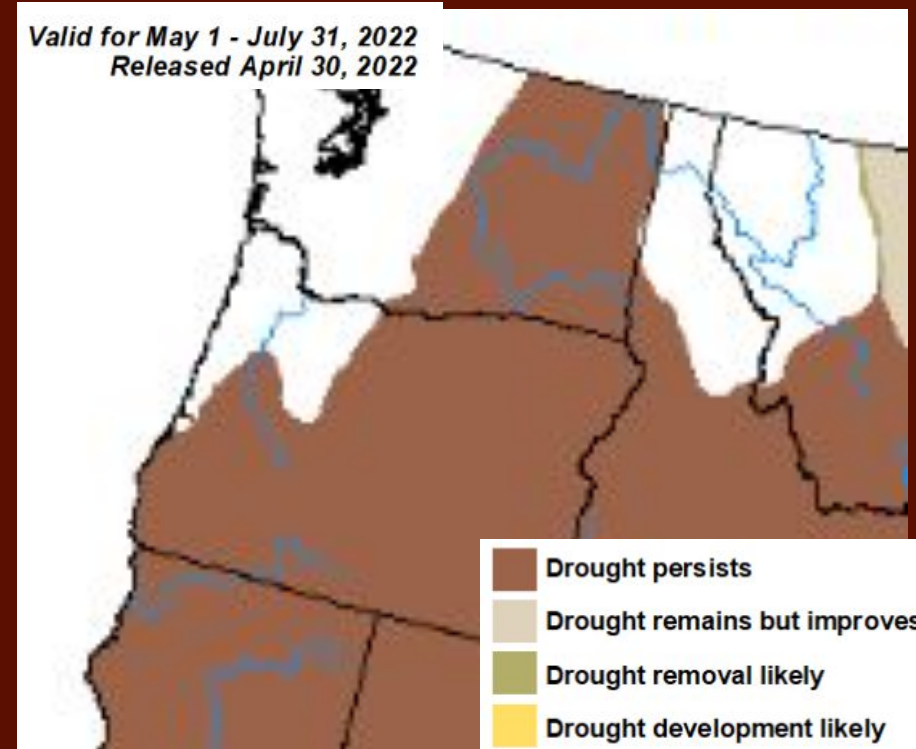 Valid for May 1 - July 31, 2022
Released April 30, 2022
Drought persists
Drought remains but improves
Drought removal likely
Drought development likely